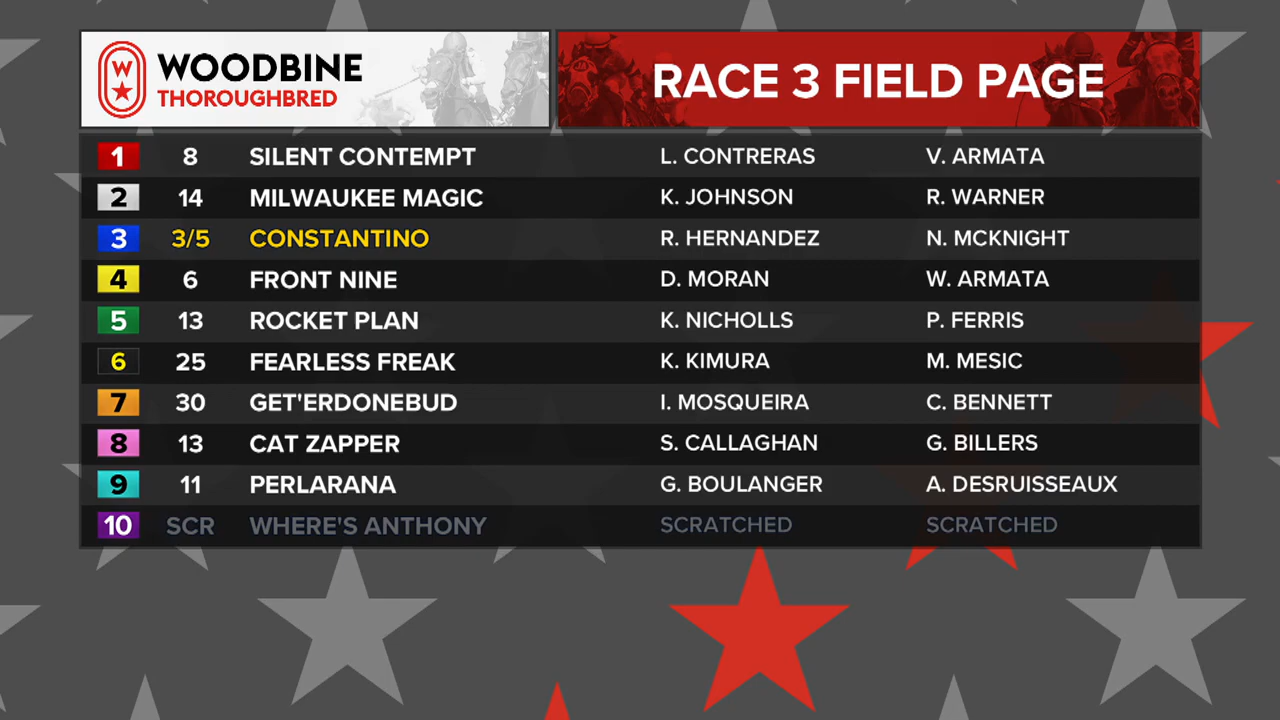 W
WOODBINE
THOROUGHBRED
RACE 3 FIELD PAGE
1 8 SILENT CONTEMPT L. CONTRERAS V. ARMATA
2 14 MILWAUKEE MAGIC K. JOHNSON R. WARNER
3 3/5 CONSTANTINO R. HERNANDEZ N. MCKNIGHT
4 6 FRONT NINE D. MORAN W. ARMATA
5 13 ROCKET PLAN K. NICHOLLS P. FERRIS
6 25 FEARLESS FREAK K. KIMURA M. MESIC
7 30 GET'ERDONEBUD I. MOSQUEIRA C. BENNETT
8 13 CAT ZAPPER S. CALLAGHAN G. BILLERS
9 11 PERLARANA G. BOULANGER A. DESRUISSEAUX
10 SCR WHERE'S ANTHONY SCRATCHED SCRATCHED